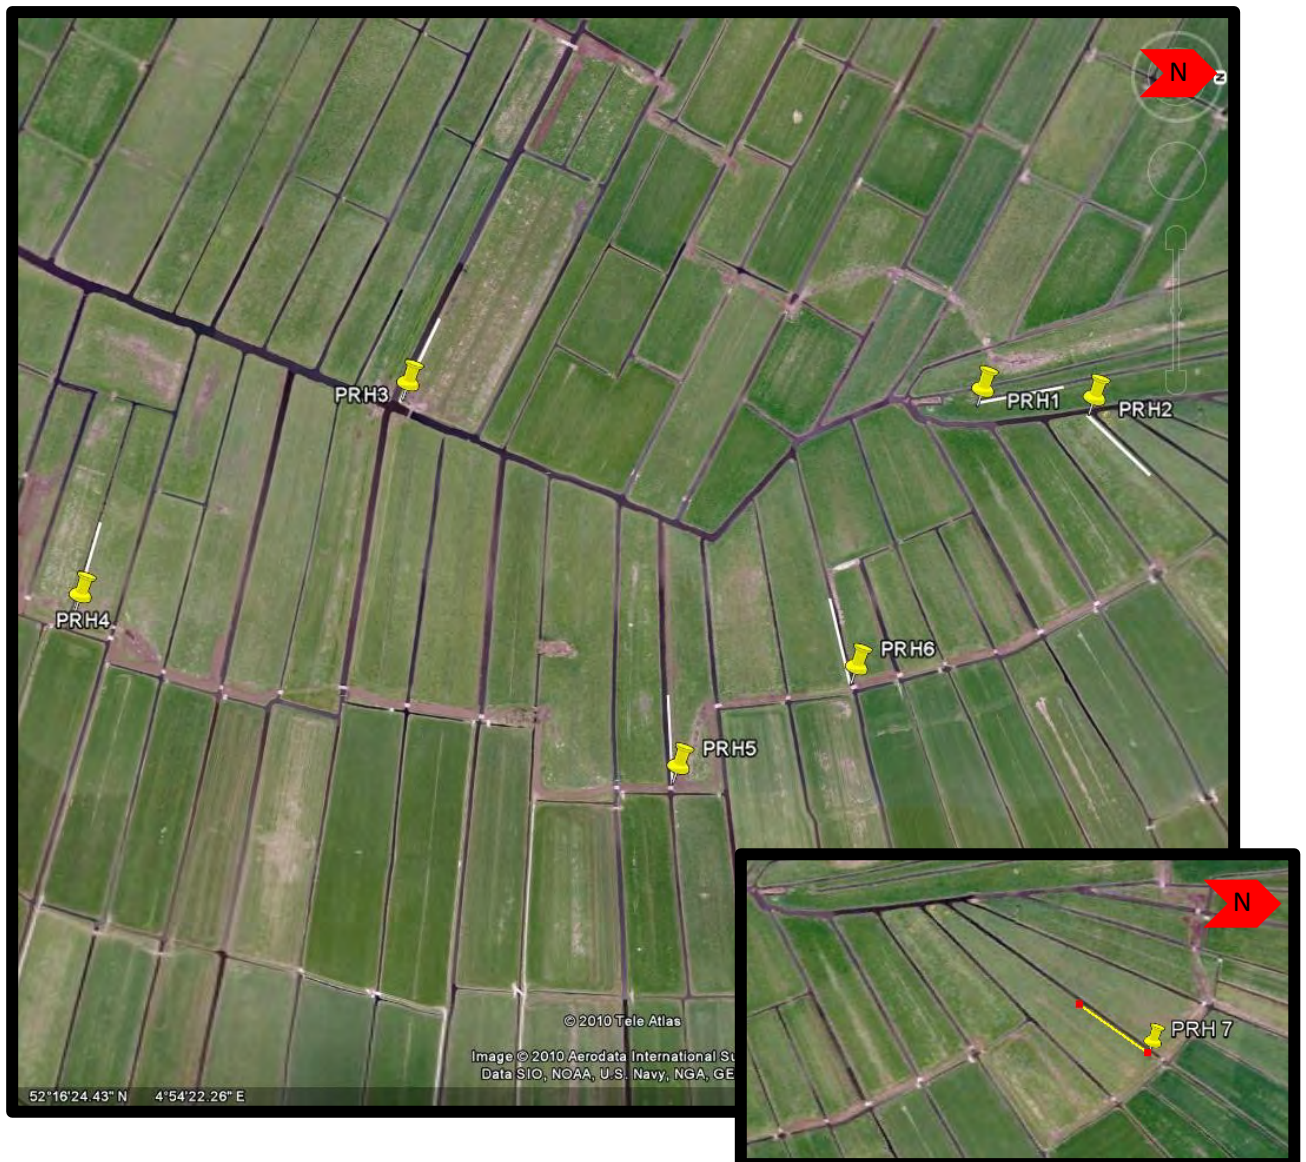 N
N
PRH3
PRH1
PRH2
PRH4
PRH6
PRH5
© 2010 Tele Atlas
Image © 2010 Aerodata International Su
Data SIO, NOAA, U.S. Navy, NGA, GE
52°16'24.43" N 4°54'22.26" E
N
PRH 7